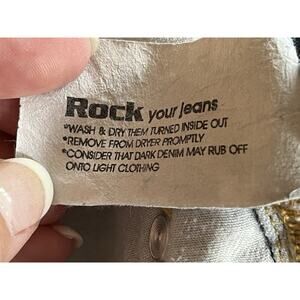 Rock your jeans
*WASH & DRY THEM TURNED INSIDE OUT
*REMOVE FROM DRYER PROMPTLY
*CONSIDER THAT DARK DENIM MAY RUB OFF
ONTO LIGHT CLOTHING